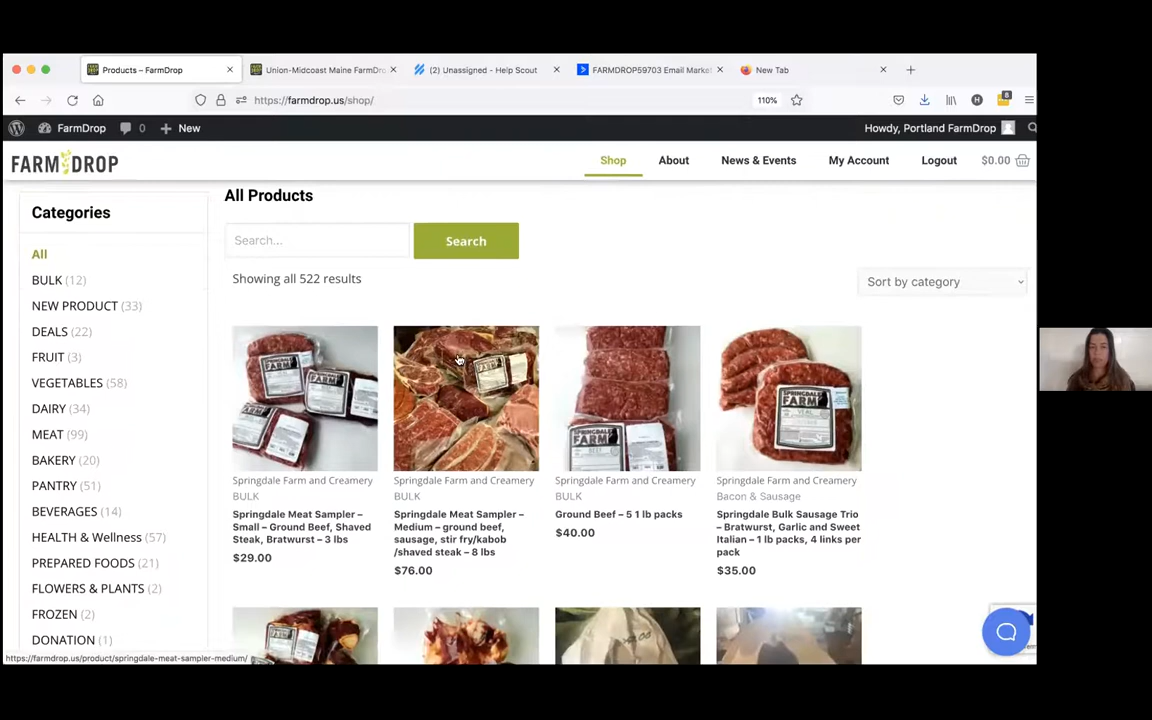 Products – FarmDrop
Union-Midcoast Maine FarmDr
(2) Unassigned - Help Scout
FARMDROP59703 Email Market
New Tab
https://farmdrop.us/shop/
110%
8
FarmDrop
0
New
Howdy, Portland FarmDrop
FARMDROP
Shop
About
News & Events
My Account
Logout
$0.00
Categories
All
BULK (12)
NEW PRODUCT (33)
DEALS (22)
FRUIT (3)
VEGETABLES (58)
DAIRY (34)
MEAT (99)
BAKERY (20)
PANTRY (51)
BEVERAGES (14)
HEALTH & Wellness (57)
PREPARED FOODS (21)
FLOWERS & PLANTS (2)
FROZEN (2)
DONATION (1)
All Products
Search...
Search
Showing all 522 results
Sort by category
SPRINGDALE
FARM
Springdale Farm and Creamery
BULK
Springdale Meat Sampler –
Small – Ground Beef, Shaved
Steak, Bratwurst – 3 lbs
$29.00
Springdale Farm and Creamery
BULK
Springdale Meat Sampler –
Medium – ground beef,
sausage, stir fry/kabob
/shaved steak – 8 lbs
$76.00
SPRINGDALE
FARM
Springdale Farm and Creamery
BULK
Ground Beef – 5 1 lb packs
$40.00
SPRINGDALE
FARM
Springdale Farm and Creamery
Bacon & Sausage
Springdale Bulk Sausage Trio
– Bratwurst, Garlic and Sweet
Italian – 1 lb packs, 4 links per
pack
$35.00
https://farmdrop.us/product/springdale-meat-sampler-medium/